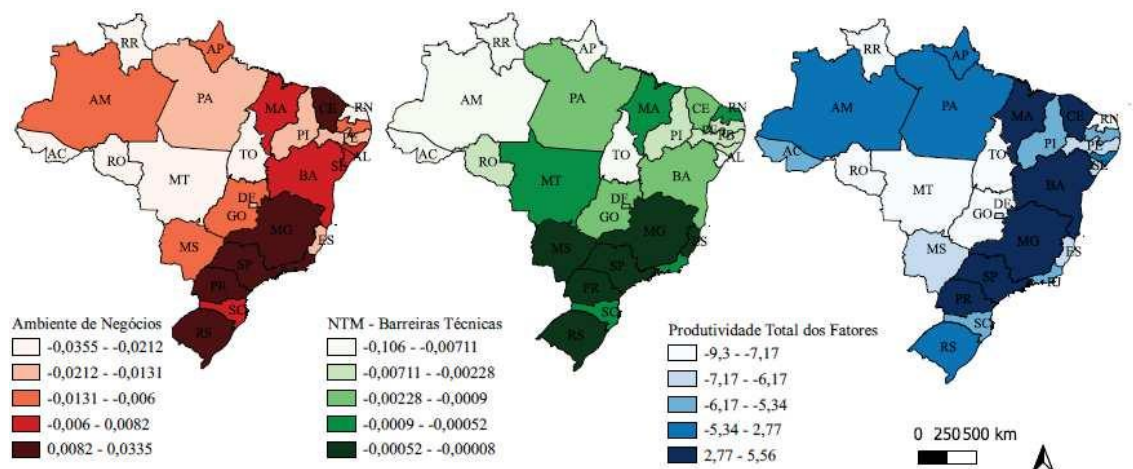 RR
AP
AM
PA
MA
CE
RN
PI
PE
AL
SE
AC
RO
TO
MT
BA
DF
GO
MG
ES
MS
SP
PR
SC
RS
Ambiente de Negócios
-0,0355 - -0,0212
-0,0212 - -0,0131
-0,0131 - -0,006
-0,006 - 0,0082
0,0082 - 0,0335
RR
AP
AM
PA
MA
CE
RN
PI
PB
AL
AC
RO
TO
MT
BA
DF
GO
MG
ES
MS
SP
PR
SC
RS
NTM - Barreiras Técnicas
-0,106 - -0,00711
-0,00711 - -0,00228
-0,00228 - -0,0009
-0,0009 - -0,00052
-0,00052 - -0,00008
RR
AP
AM
PA
MA
CE
RN
PI
PE
SE
AC
RO
TO
MT
BA
DF
GO
MG
ES
MS
SP
RJ
PR
SC
RS
Produtividade Total dos Fatores
-9,3 - -7,17
-7,17 - -6,17
-6,17 - -5,34
-5,34 - 2,77
2,77 - 5,56
0 250 500 km